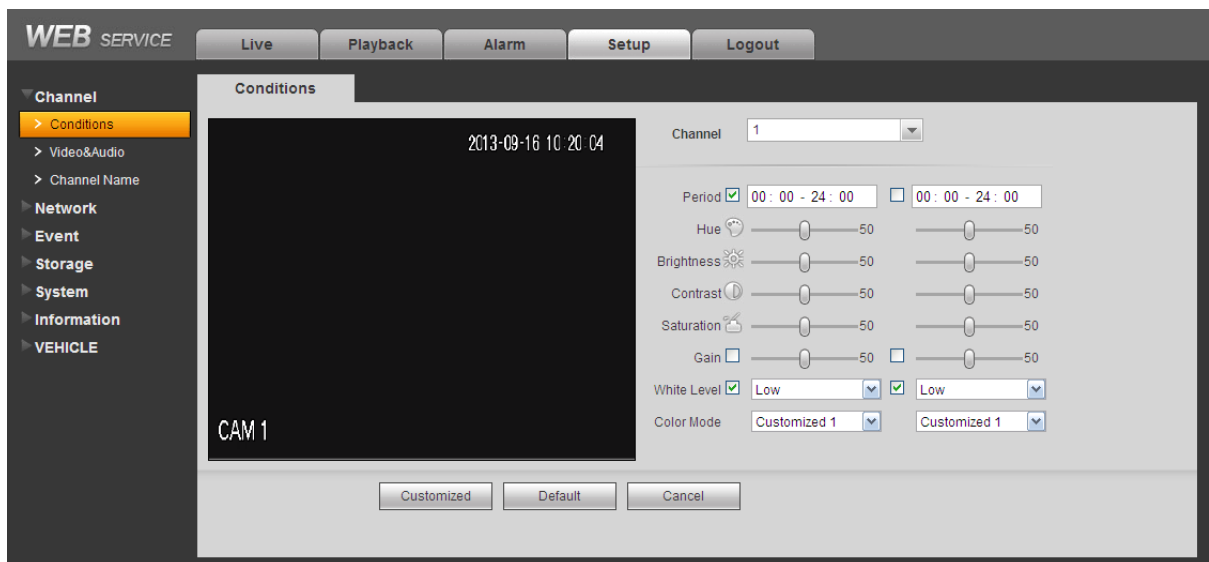 WEB SERVICE
Live Playback Alarm Setup Logout
Channel
Conditions
Video&Audio
Channel Name
Network
Event
Storage
System
Information
VEHICLE
Conditions
2013-09-16 10:20:04
CAM 1
Channel 1
Period 00 : 00 - 24 : 00 00 : 00 - 24 : 00
Hue 50 50
Brightness 50 50
Contrast 50 50
Saturation 50 50
Gain 50 50
White Level Low Low
Color Mode Customized 1 Customized 1
Customized Default Cancel